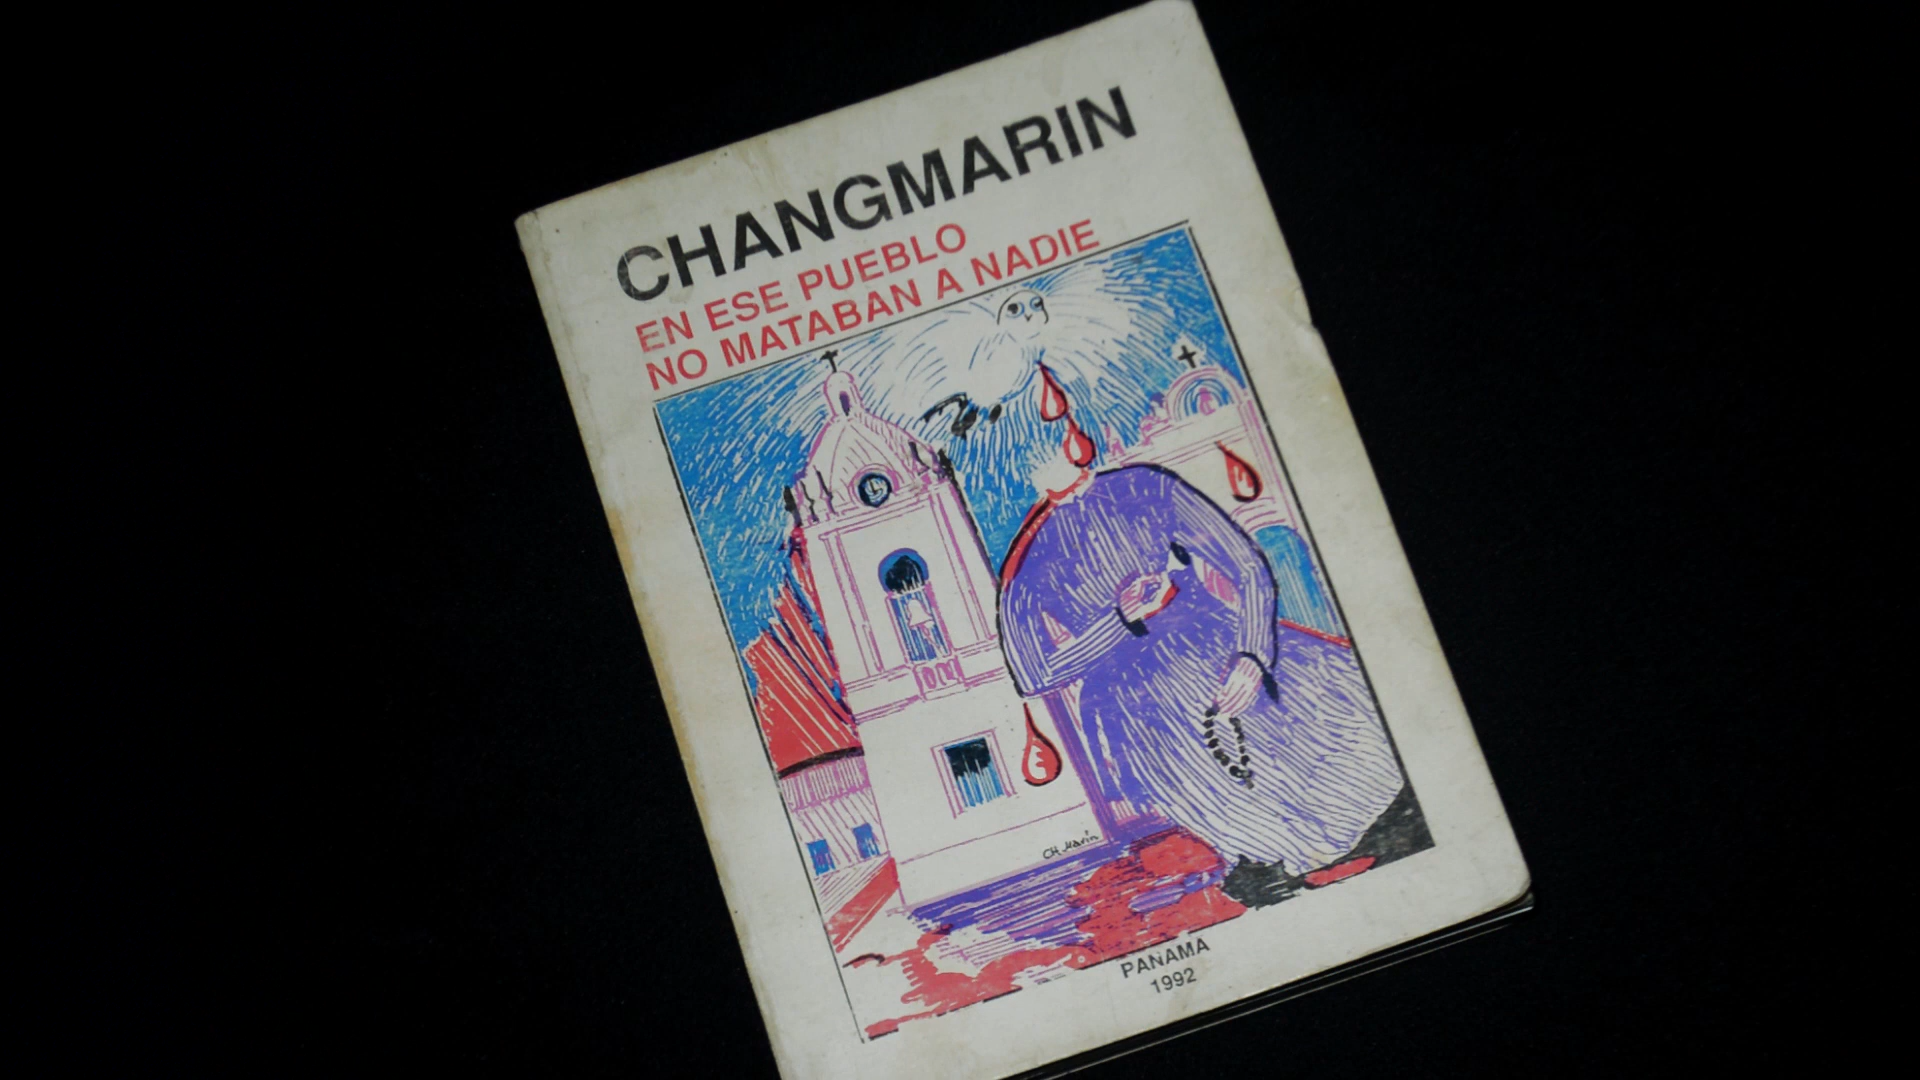 CHANGMARIN
EN ESE PUEBLO
NO MATABAN A NADIE
CH. Marín
PANAMA
1992